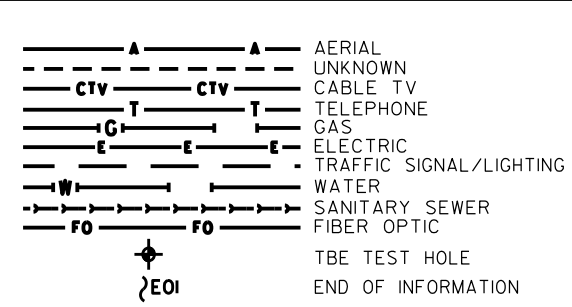 A A AERIAL
UNKNOWN
CTV CTV CABLE TV
T T TELEPHONE
G GAS
E E E ELECTRIC
TRAFFIC SIGNAL/LIGHTING
W WATER
SANITARY SEWER
FO FO FIBER OPTIC
TBE TEST HOLE
EOI END OF INFORMATION